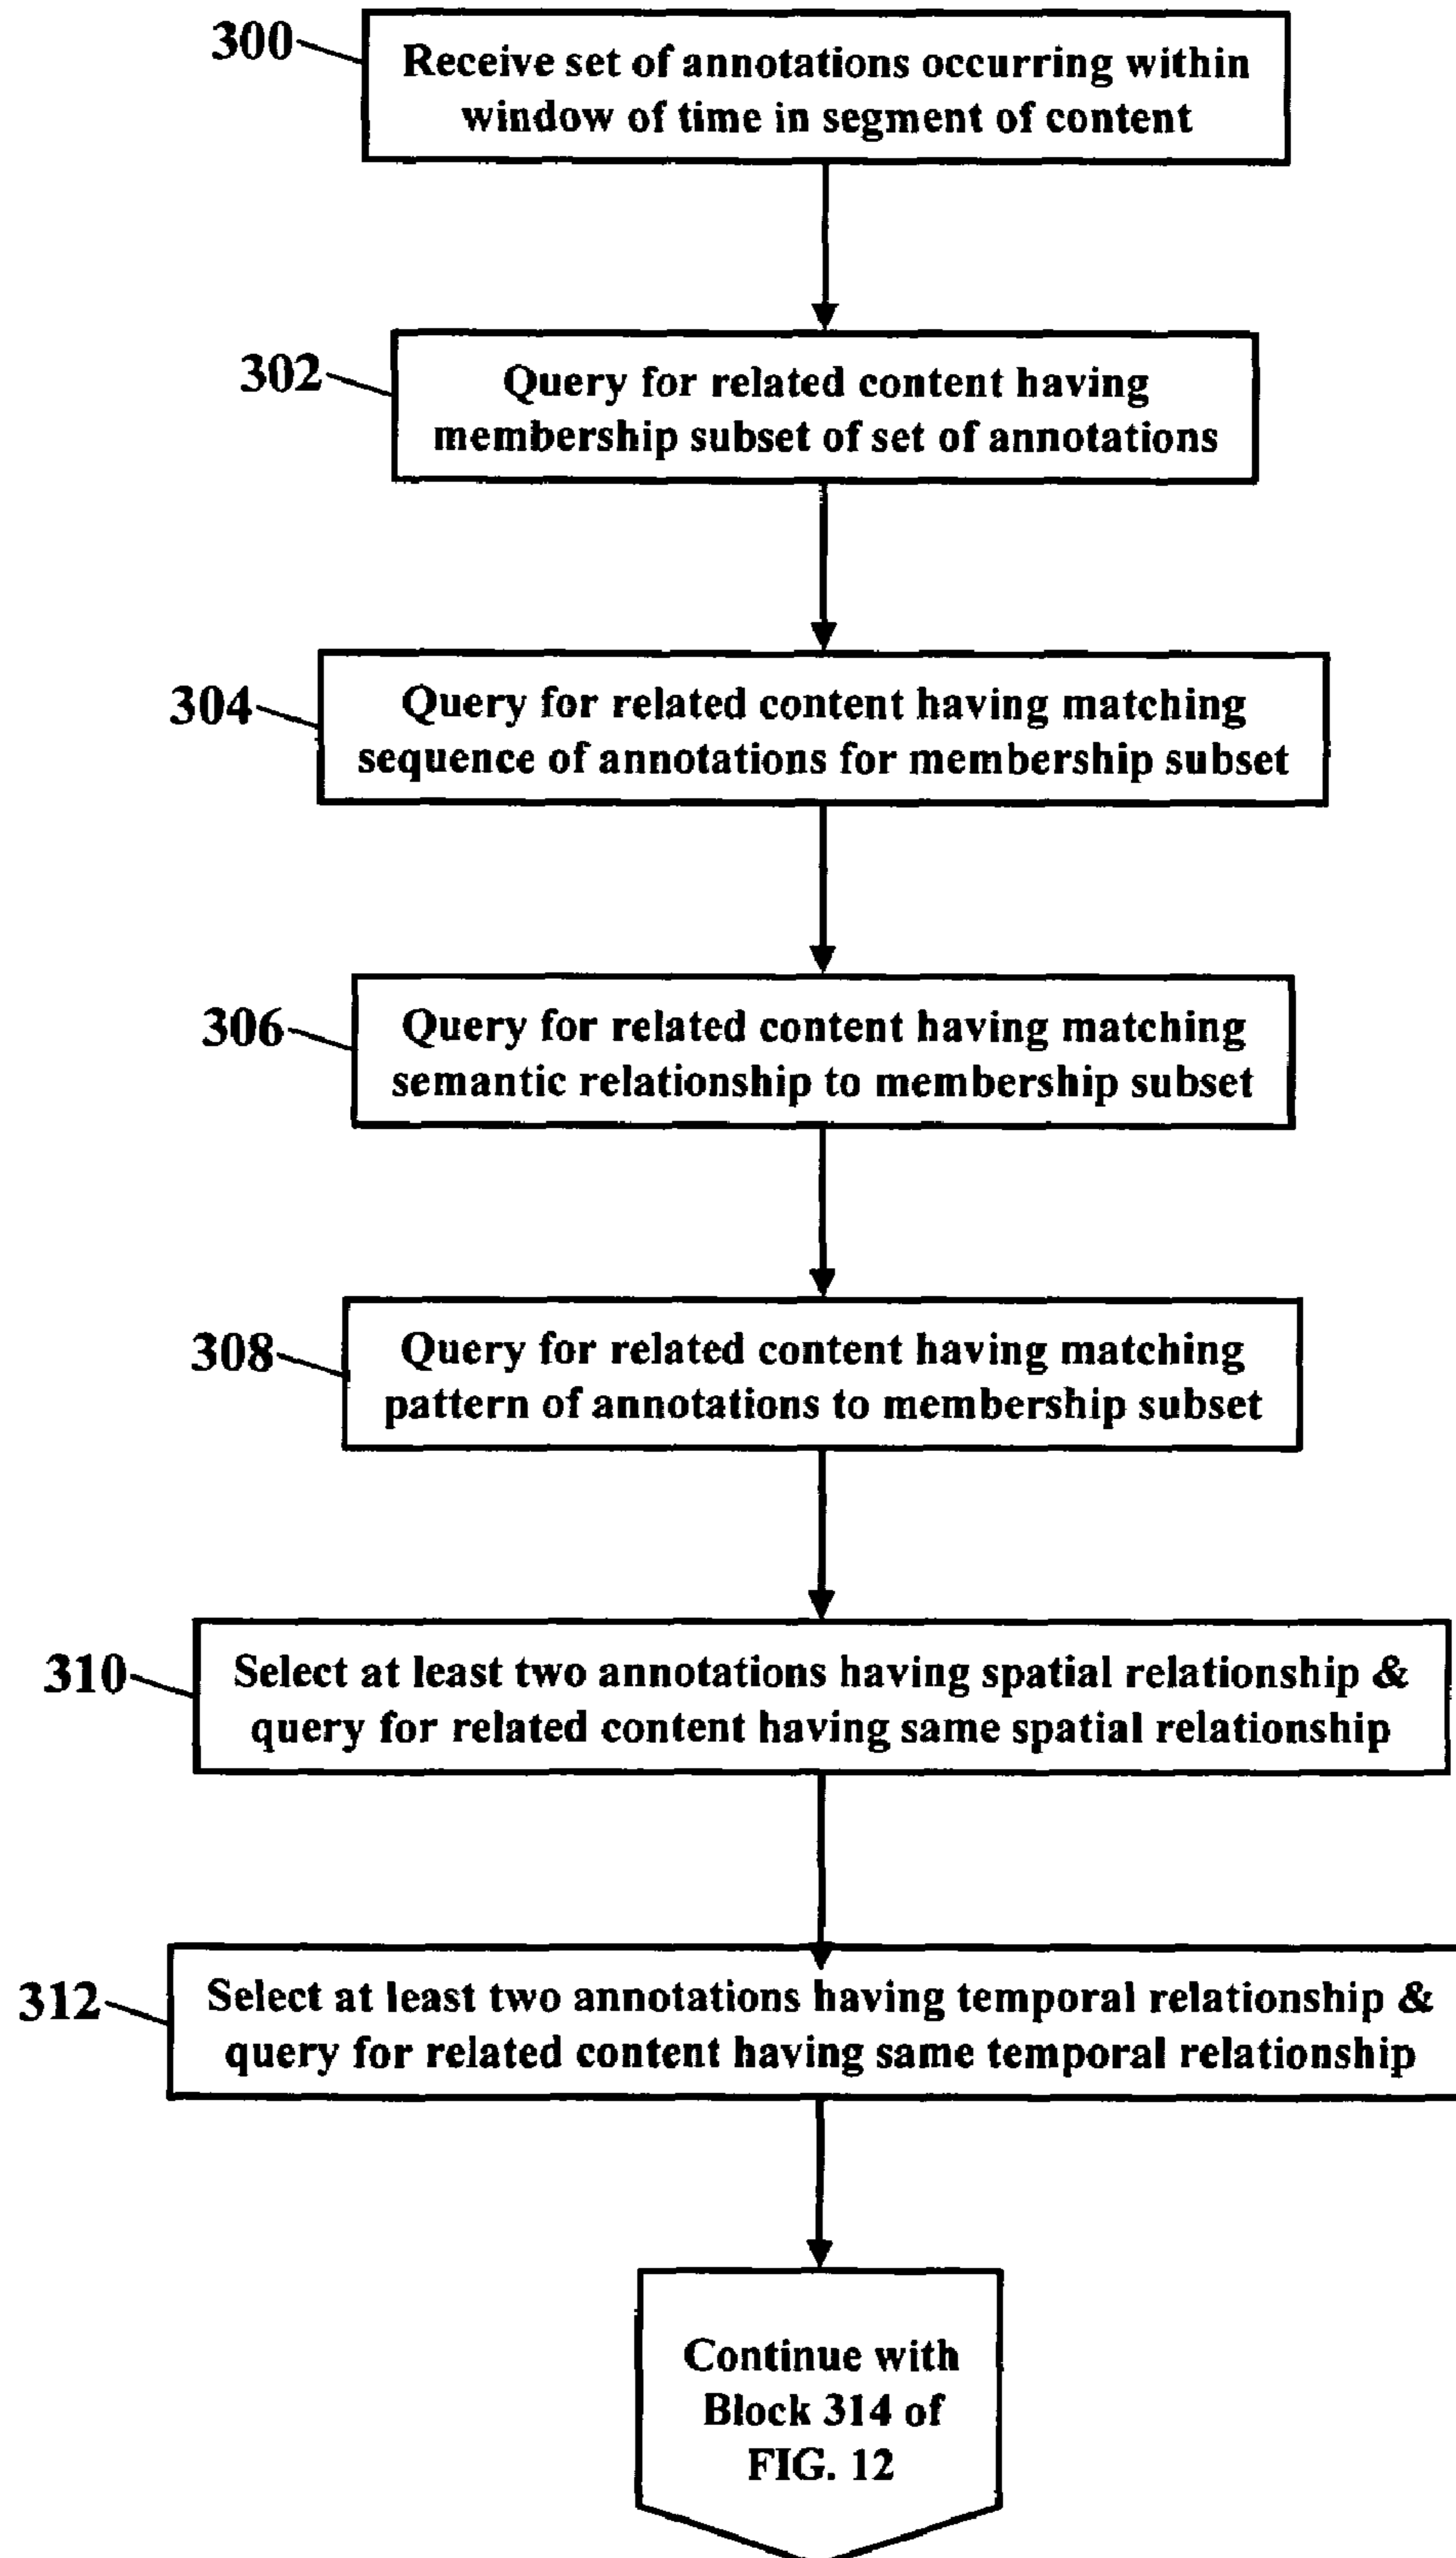 300
Receive set of annotations occurring within
window of time in segment of content
302
Query for related content having
membership subset of set of annotations
304
Query for related content having matching
sequence of annotations for membership subset
306
Query for related content having matching
semantic relationship to membership subset
308
Query for related content having matching
pattern of annotations to membership subset
310
Select at least two annotations having spatial relationship &
query for related content having same spatial relationship
312
Select at least two annotations having temporal relationship &
query for related content having same temporal relationship
Continue with
Block 314 of
FIG. 12